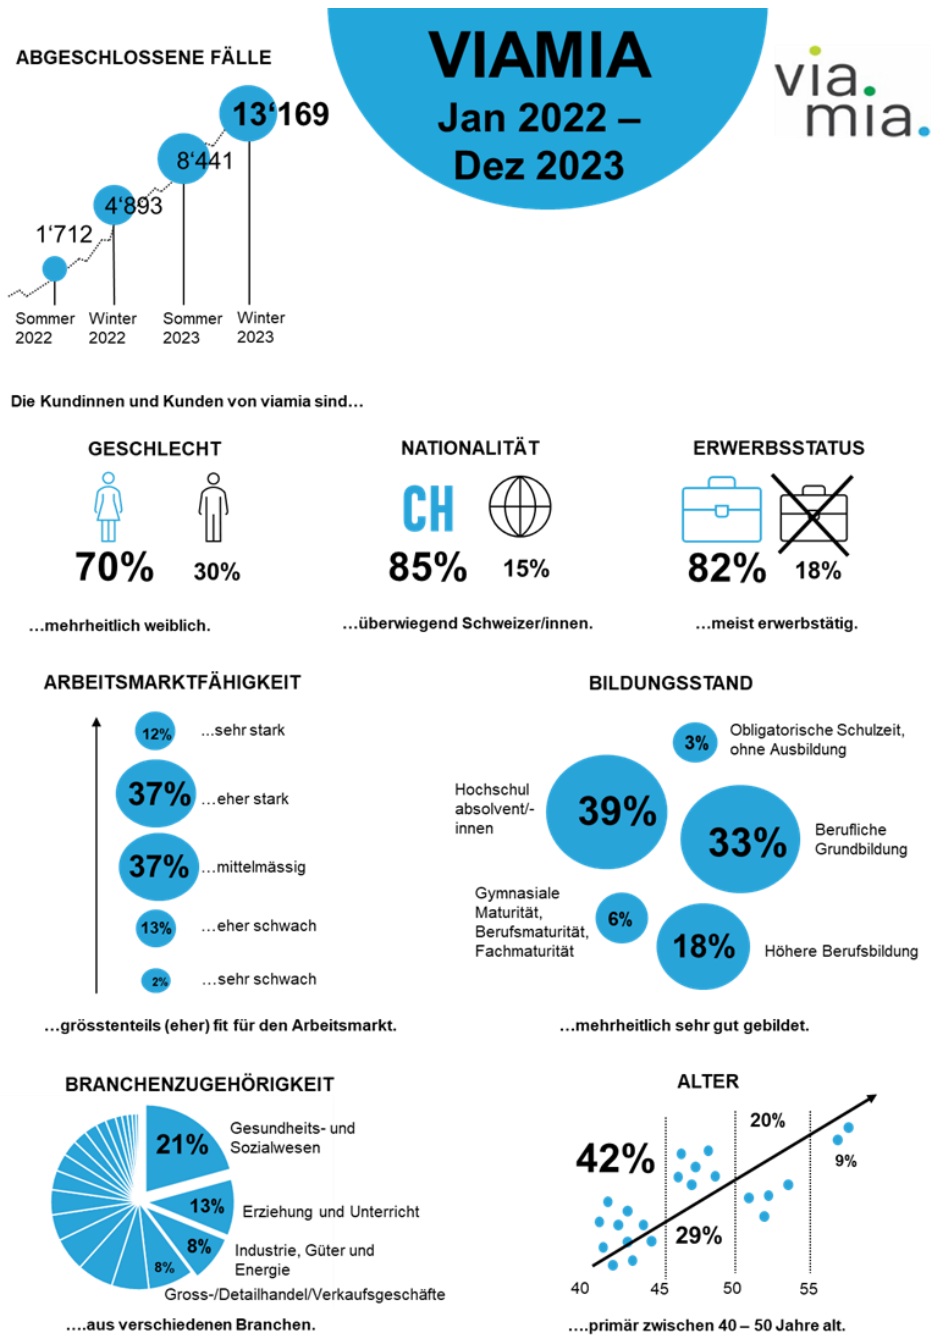 ABGESCHLOSSENE FÄLLE
VIAMIA
Jan 2022 –
Dez 2023
via.
mia.
13‘169
8‘441
4‘893
1‘712
Sommer
2022
Winter
2022
Sommer
2023
Winter
2023
Die Kundinnen und Kunden von viamia sind…
GESCHLECHT
70%
30%
…mehrheitlich weiblich.
NATIONALITÄT
CH
85%
15%
…überwiegend Schweizer/innen.
ERWERBSSTATUS
82%
18%
…meist erwerbstätig.
ARBEITSMARKTFÄHIGKEIT
12% …sehr stark
37% …eher stark
37% …mittelmässig
13% …eher schwach
2% …sehr schwach
…grösstenteils (eher) fit für den Arbeitsmarkt.
BILDUNGSSTAND
3%
Obligatorische Schulzeit,
ohne Ausbildung
Hochschul
absolvent/-
innen
39%
33%
Berufliche
Grundbildung
Gymnasiale
Maturität,
Berufsmaturität,
Fachmaturität
6%
18%
Höhere Berufsbildung
…mehrheitlich sehr gut gebildet.
BRANCHENZUGEHÖRIGKEIT
21%
Gesundheits- und
Sozialwesen
13%
Erziehung und Unterricht
8%
Industrie, Güter und
Energie
8%
Gross-/Detailhandel/Verkaufsgeschäfte
….aus verschiedenen Branchen.
ALTER
42%
29%
20%
9%
40 45 50 55
….primär zwischen 40 – 50 Jahre alt.